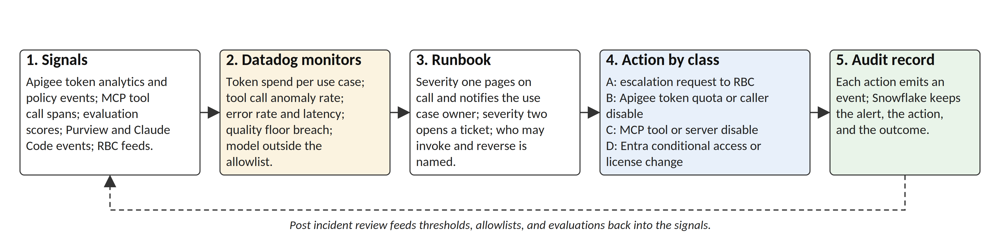 1. Signals
Apigee token analytics and
policy events; MCP tool
call spans; evaluation
scores; Purview and Claude
Code events; RBC feeds.
2. Datadog monitors
Token spend per use case;
tool call anomaly rate;
error rate and latency;
quality floor breach;
model outside the
allowlist.
3. Runbook
Severity one pages on
call and notifies the use
case owner; severity two
opens a ticket; who may
invoke and reverse is
named.
4. Action by class
A: escalation request to RBC
B: Apigee token quota or caller
disable
C: MCP tool or server disable
D: Entra conditional access or
license change
5. Audit record
Each action emits an
event; Snowflake keeps
the alert, the action,
and the outcome.
Post incident review feeds thresholds, allowlists, and evaluations back into the signals.